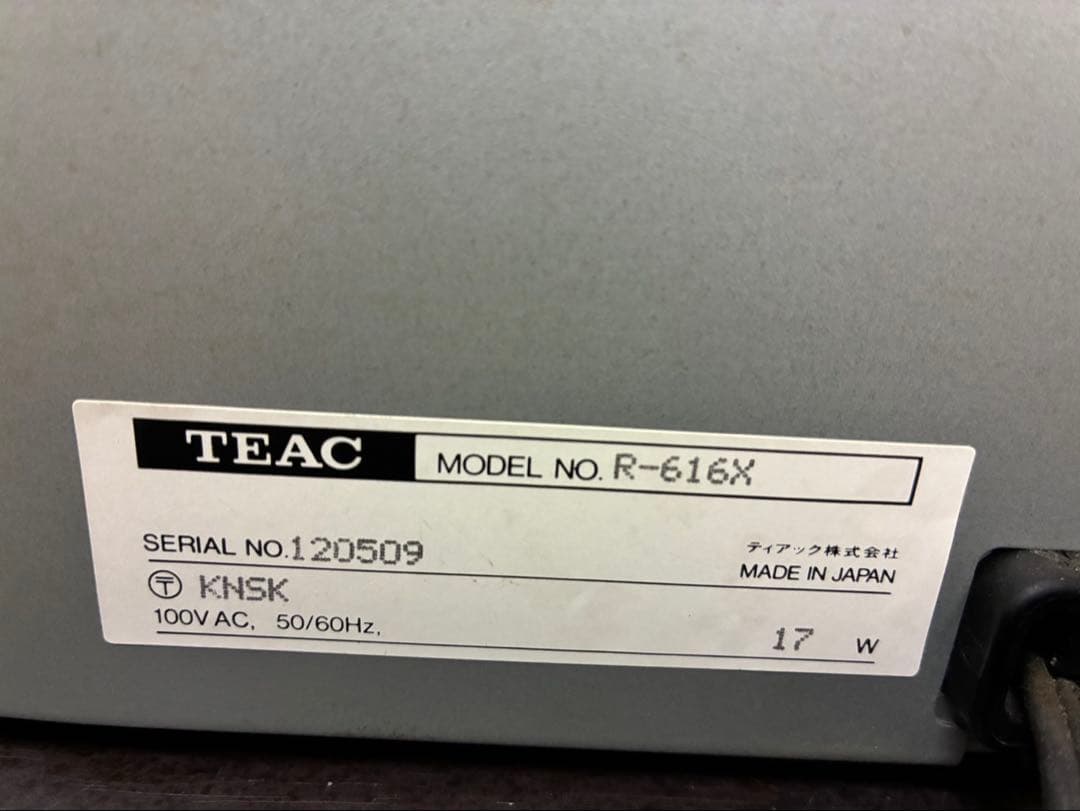 TEAC MODEL NO. R-616X
SERIAL NO. 120509
ティアック株式会社
MADE IN JAPAN
〶 KNSK
100V AC, 50/60Hz, 17 W